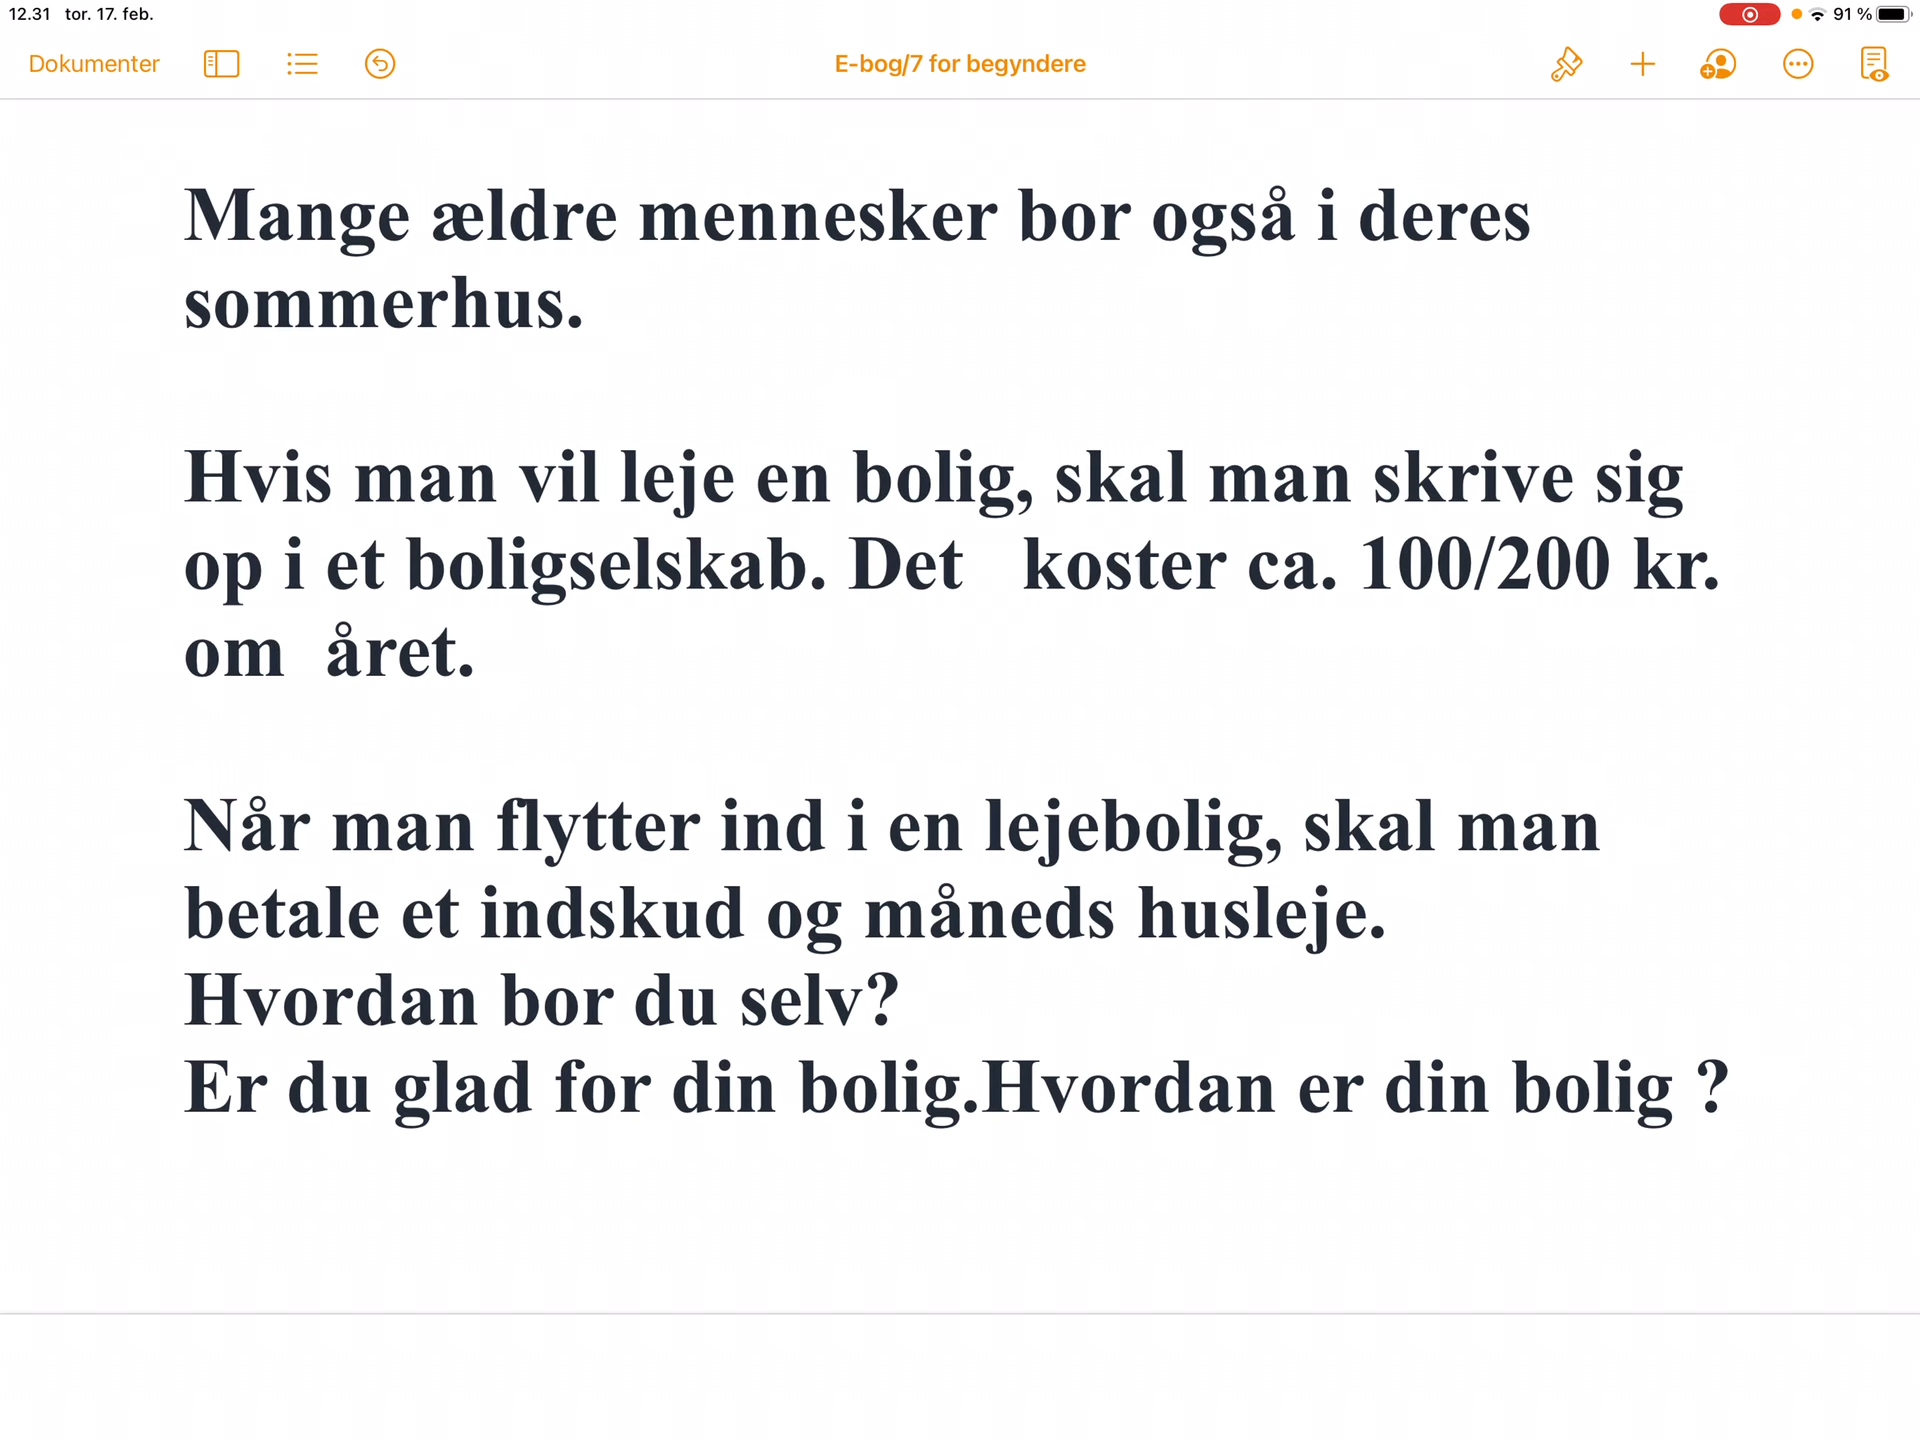 12.31 tor. 17. feb.
91 %
Dokumenter
E-bog/7 for begyndere
Mange ældre mennesker bor også i deres
sommerhus.
Hvis man vil leje en bolig, skal man skrive sig
op i et boligselskab. Det koster ca. 100/200 kr.
om året.
Når man flytter ind i en lejebolig, skal man
betale et indskud og måneds husleje.
Hvordan bor du selv?
Er du glad for din bolig.Hvordan er din bolig ?